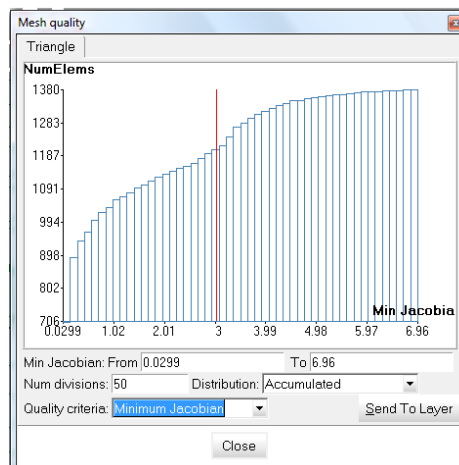 Mesh quality
Triangle
NumElems
1380
1283
1187
1091
994
898
802
706
Min Jacobia
0.0299 1.02 2.01 3 3.99 4.98 5.97 6.96
Min Jacobian: From 0.0299 To 6.96
Num divisions: 50 Distribution: Accumulated
Quality criteria: Minimum Jacobian Send To Layer
Close